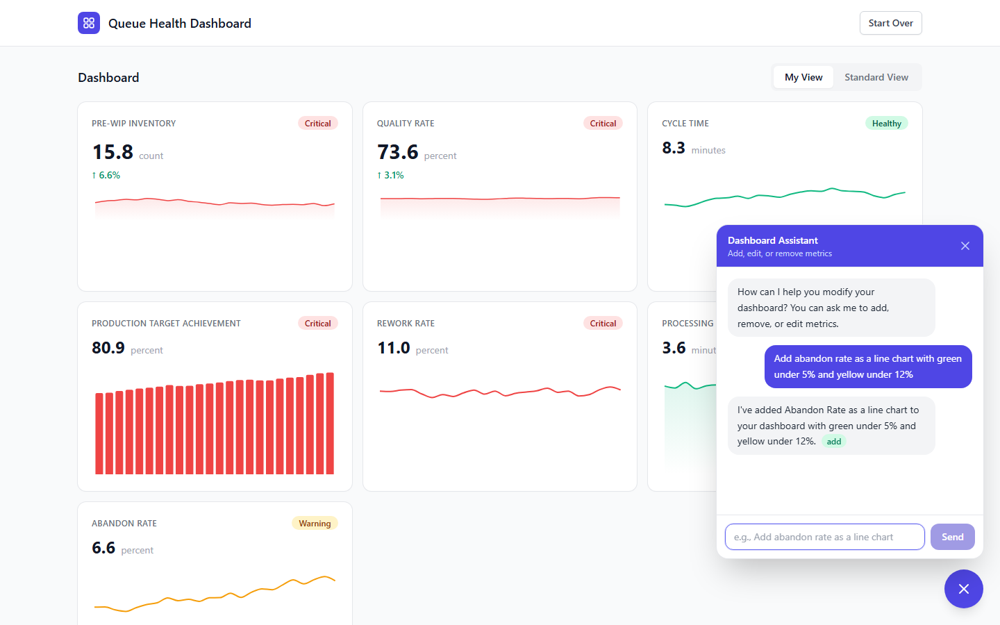 Queue Health Dashboard
Start Over
Dashboard
My View
Standard View
PRE-WIP INVENTORY
Critical
15.8 count
↑ 6.6%
QUALITY RATE
Critical
73.6 percent
↑ 3.1%
CYCLE TIME
Healthy
8.3 minutes
PRODUCTION TARGET ACHIEVEMENT
Critical
80.9 percent
REWORK RATE
Critical
11.0 percent
PROCESSING
3.6
ABANDON RATE
Warning
6.6 percent
Dashboard Assistant
Add, edit, or remove metrics
How can I help you modify your
dashboard? You can ask me to add,
remove, or edit metrics.
Add abandon rate as a line chart with green
under 5% and yellow under 12%
I've added Abandon Rate as a line chart to
your dashboard with green under 5% and
yellow under 12%. add
e.g., Add abandon rate as a line chart
Send